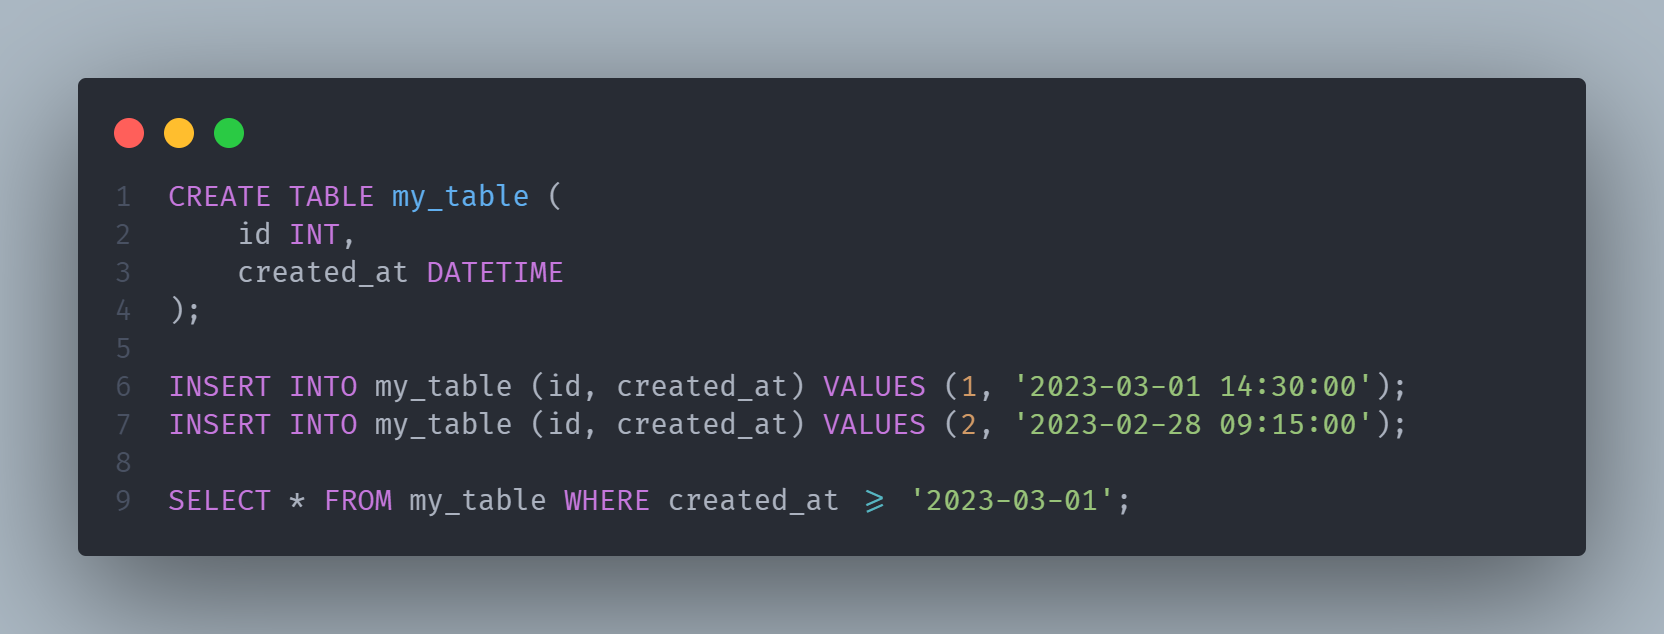 1 CREATE TABLE my_table (
2     id INT,
3     created_at DATETIME
4 );
5
6 INSERT INTO my_table (id, created_at) VALUES (1, '2023-03-01 14:30:00');
7 INSERT INTO my_table (id, created_at) VALUES (2, '2023-02-28 09:15:00');
8
9 SELECT * FROM my_table WHERE created_at >= '2023-03-01';